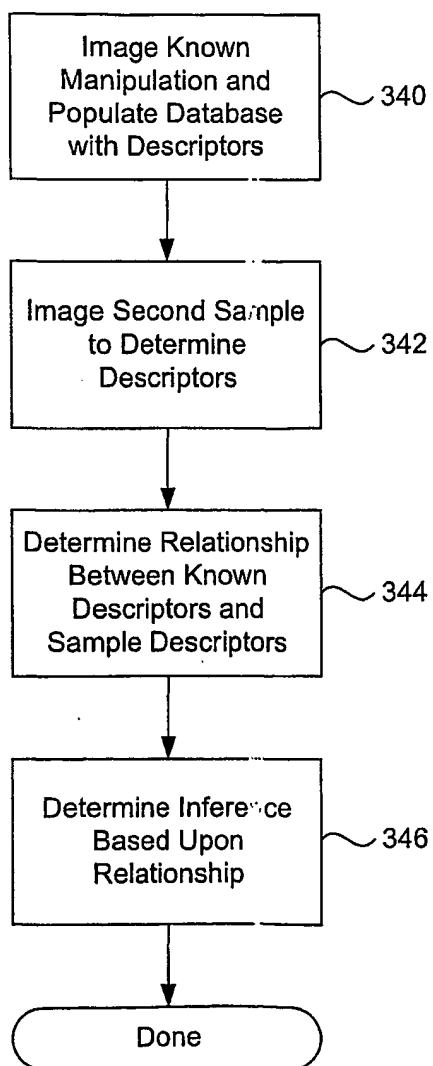 Image Known
Manipulation and
Populate Database
with Descriptors
340
Image Second Sample
to Determine
Descriptors
342
Determine Relationship
Between Known
Descriptors and
Sample Descriptors
344
Determine Inference
Based Upon
Relationship
346
Done